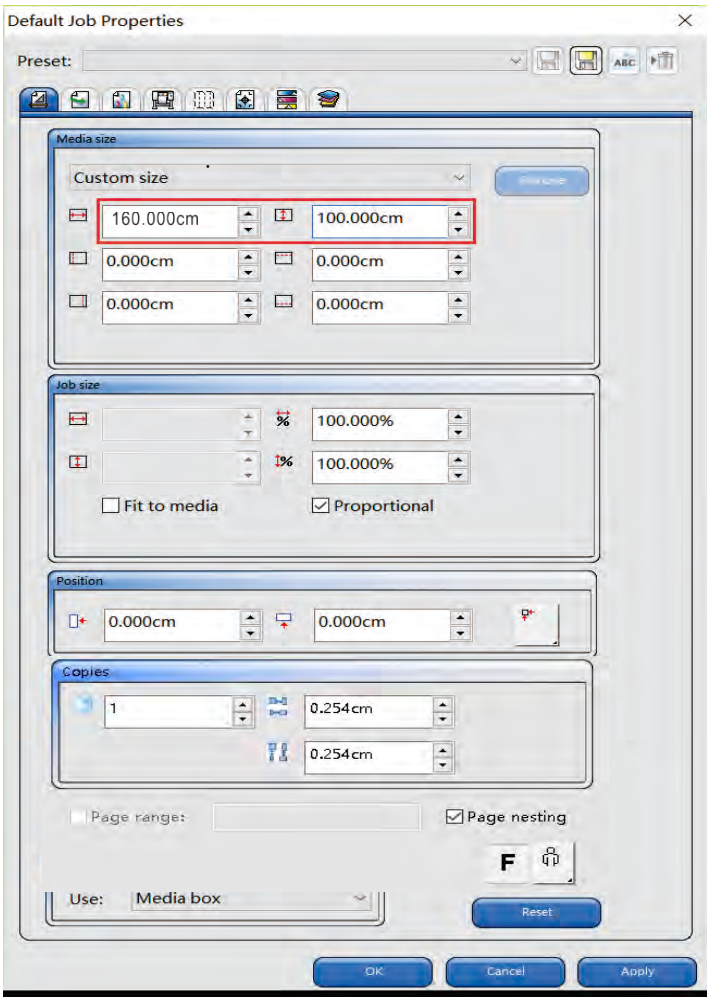 Default Job Properties
Preset:
ABC
Media size
Custom size
160.000cm 100.000cm
0.000cm 0.000cm
0.000cm 0.000cm
Job size
% 100.000%
% 100.000%
Fit to media Proportional
Position
0.000cm 0.000cm
Copies
1 0.254cm
0.254cm
Page range: Page nesting
F
Use: Media box
Reset
OK Cancel Apply